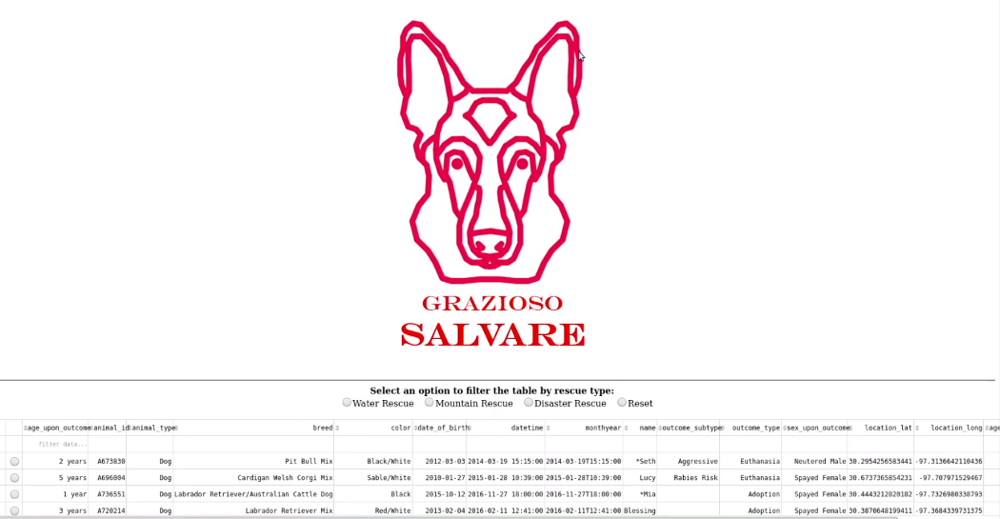 GRAZIOSO
SALVARE
Select an option to filter the table by rescue type:
Water Rescue Mountain Rescue Disaster Rescue Reset
age_upon_outcome animal_id animal_type breed color date_of_birth datetime monthyear name outcome_subtype outcome_type sex_upon_outcome location_lat location_long age
filter data...
2 years A673830 Dog Pit Bull Mix Black/White 2012-03-03 2014-03-19 15:15:00 2014-03-19T15:15:00 *Seth Aggressive Euthanasia Neutered Male 30.2954256583441 -97.3136642110436
5 years A696004 Dog Cardigan Welsh Corgi Mix Sable/White 2010-01-27 2015-01-28 10:39:00 2015-01-28T10:39:00 Lucy Rabies Risk Euthanasia Spayed Female 30.6737365854231 -97.707971529467
1 year A736551 Dog Labrador Retriever/Australian Cattle Dog Black 2015-10-12 2016-11-27 18:00:00 2016-11-27T18:00:00 *Mia Adoption Spayed Female 30.4443212820182 -97.7326980338793
3 years A720214 Dog Labrador Retriever Mix Red/White 2013-02-04 2016-02-11 12:41:00 2016-02-11T12:41:00 Blessing Adoption Spayed Female 30.3870648199411 -97.3684339731375